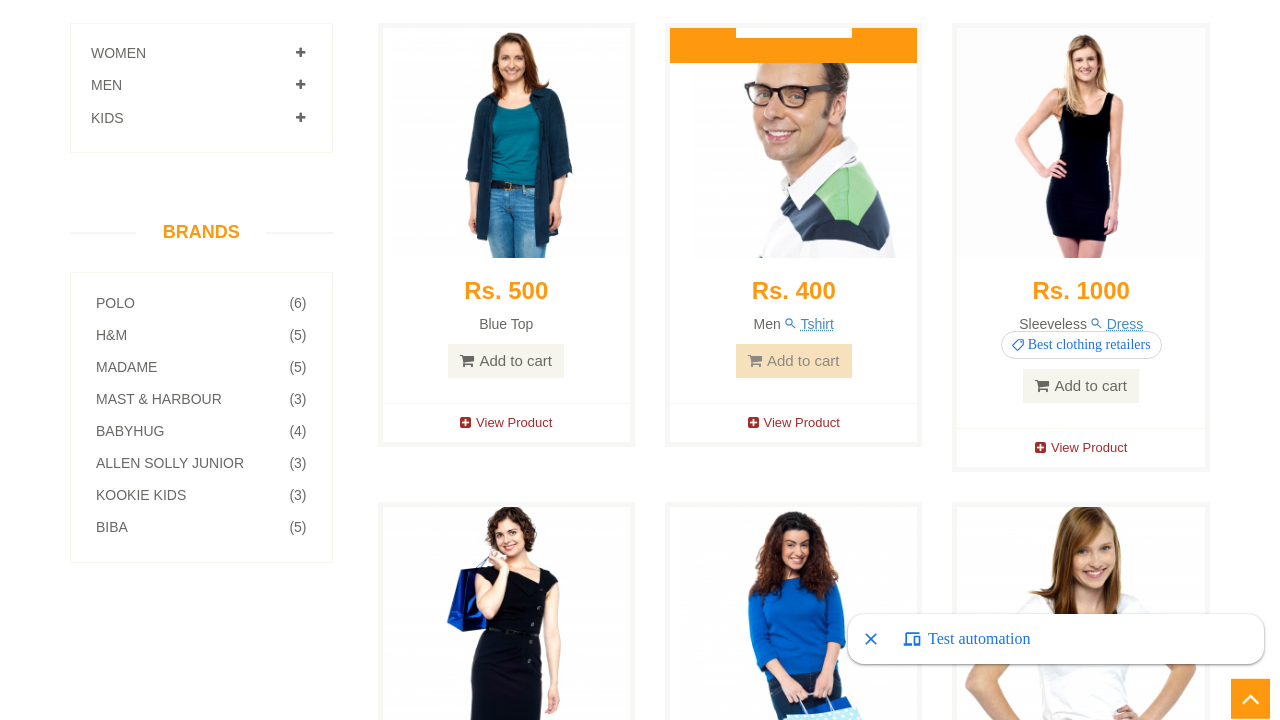 WOMEN
MEN
KIDS
BRANDS
POLO (6)
H&M (5)
MADAME (5)
MAST & HARBOUR (3)
BABYHUG (4)
ALLEN SOLLY JUNIOR (3)
KOOKIE KIDS (3)
BIBA (5)
Rs. 500
Blue Top
Add to cart
View Product
Rs. 400
Men Tshirt
Add to cart
View Product
Rs. 1000
Sleeveless Dress
Best clothing retailers
Add to cart
View Product
Test automation